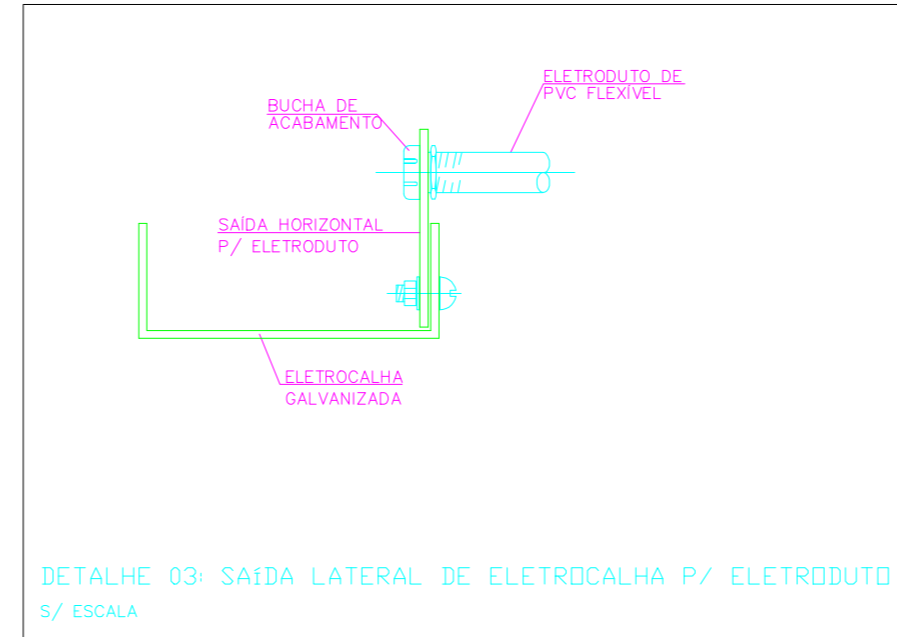 ELETRODUTO DE
PVC FLEXÍVEL
BUCHA DE
ACABAMENTO
SAÍDA HORIZONTAL
P/ ELETRODUTO
ELETROCALHA
GALVANIZADA
DETALHE 03: SAÍDA LATERAL DE ELETROCALHA P/ ELETRODUTO
S/ ESCALA